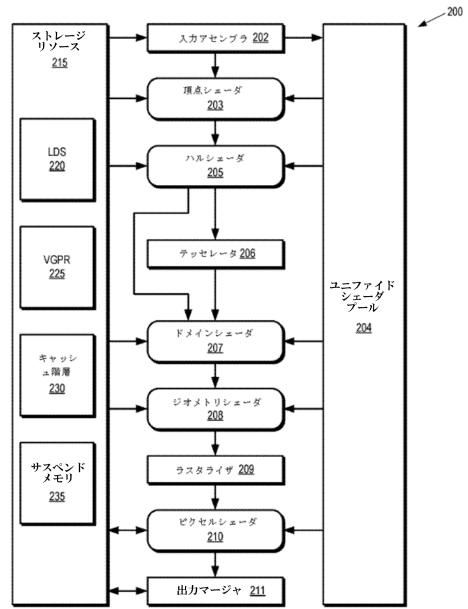 200
ストレージ
リソース
215
LDS
220
VGPR
225
キャッシ
ュ階層
230
サスペンド
メモリ
235
入力アセンブラ 202
頂点シェーダ
203
ハルシェーダ
205
テッセレータ 206
ドメインシェーダ
207
ジオメトリシェーダ
208
ラスタライザ 209
ピクセルシェーダ
210
出力マージャ 211
ユニファイド
シェーダ
プール
204